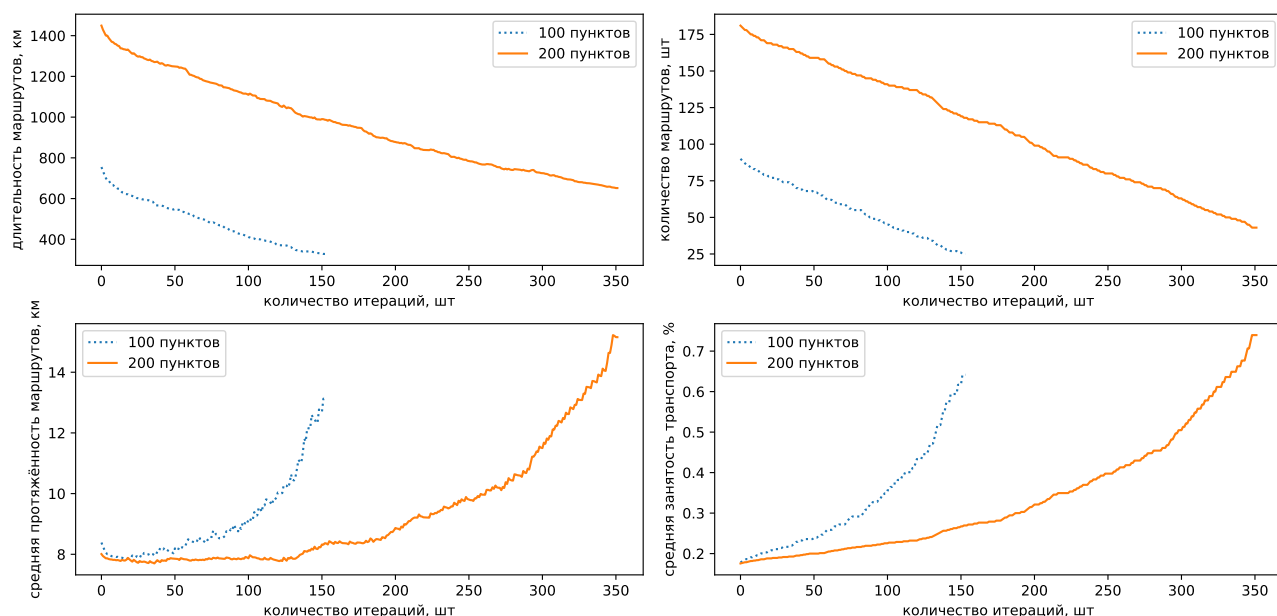 длительность маршрутов, км
1400
1200
1000
800
600
400
0 50 100 150 200 250 300 350
количество итераций, шт
100 пунктов
200 пунктов
количество маршрутов, шт
175
150
125
100
75
50
25
0 50 100 150 200 250 300 350
количество итераций, шт
100 пунктов
200 пунктов
средняя протяжённость маршрутов, км
14
12
10
8
0 50 100 150 200 250 300 350
количество итераций, шт
100 пунктов
200 пунктов
средняя занятость транспорта, %
0.7
0.6
0.5
0.4
0.3
0.2
0 50 100 150 200 250 300 350
количество итераций, шт
100 пунктов
200 пунктов